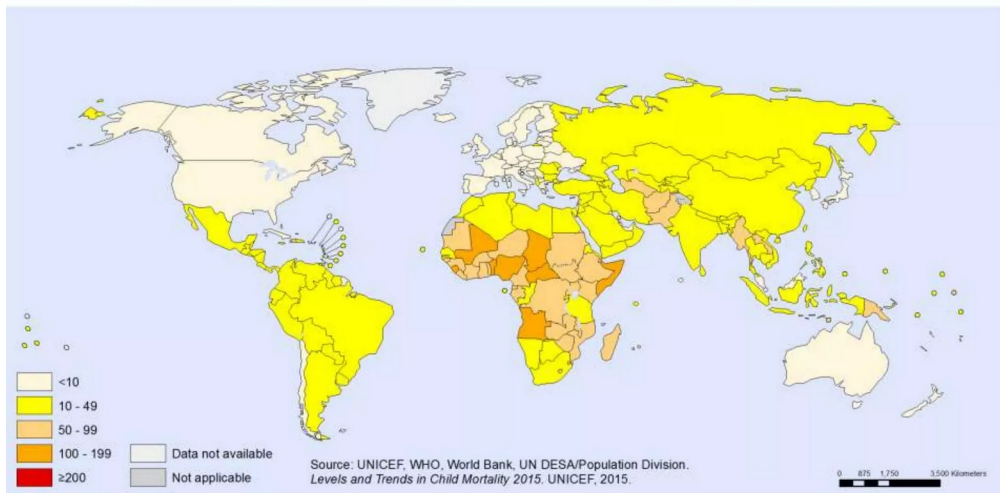 <10
10 - 49
50 - 99
100 - 199
≥200
Data not available
Not applicable
Source: UNICEF, WHO, World Bank, UN DESA/Population Division.
Levels and Trends in Child Mortality 2015. UNICEF, 2015.
0 875 1,750 3,500 Kilometers